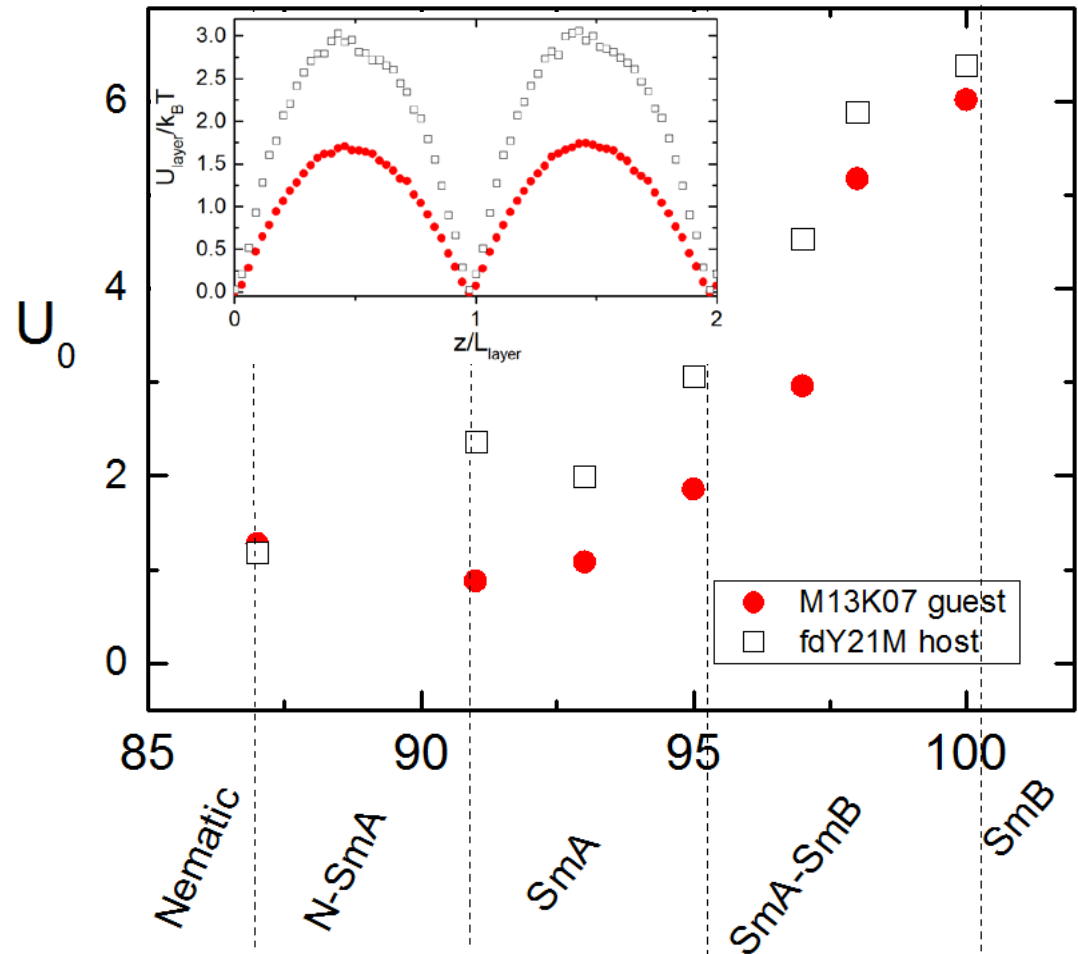 3.0
2.5
2.0
1.5
1.0
0.5
0.0
U_layer/k_BT
0 1 2
z/L_layer
6
4
2
0
U_0
M13K07 guest
fdY21M host
85 90 95 100
Nematic
N-SmA
SmA
SmA-SmB
SmB